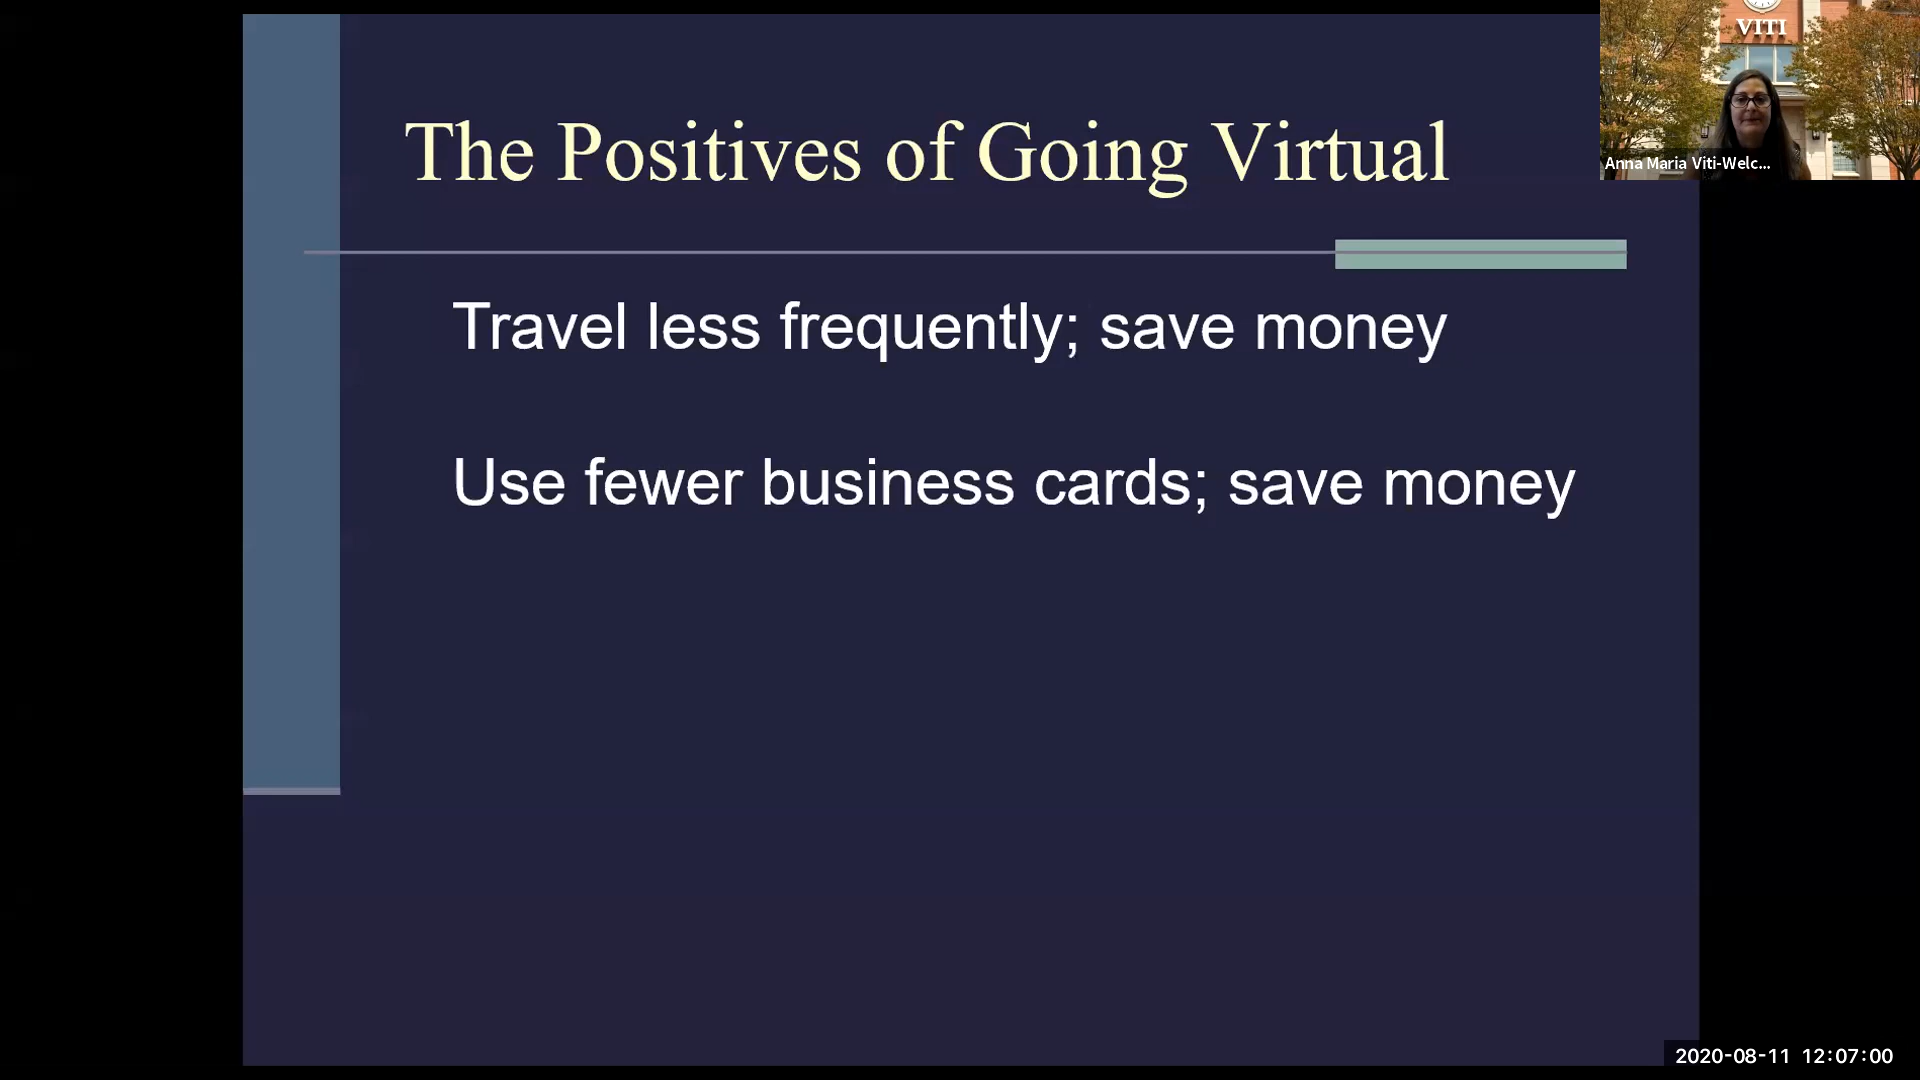 VITI
The Positives of Going Virtual
Anna Maria Viti-Welc...
Travel less frequently; save money
Use fewer business cards; save money
2020-08-11 12:07:00